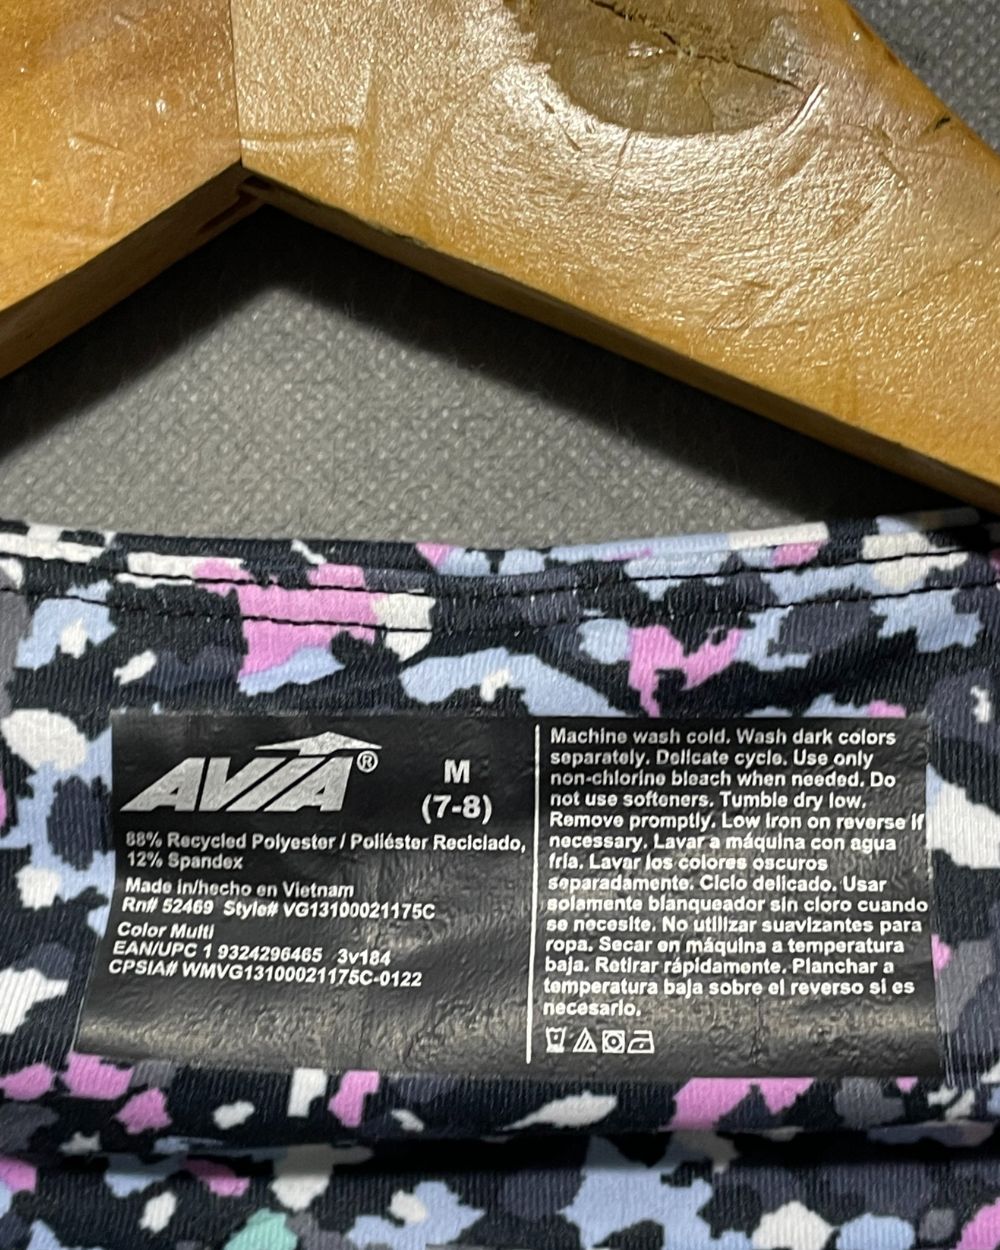 AVIA®
M
(7-8)
88% Recycled Polyester / Poliéster Reciclado,
12% Spandex
Made in/hecho en Vietnam
Rn# 52469 Style# VG13100021175C
Color Multi
EAN/UPC 1 9324296465 3v184
CPSIA# WMVG13100021175C-0122
Machine wash cold. Wash dark colors
separately. Delicate cycle. Use only
non-chlorine bleach when needed. Do
not use softeners. Tumble dry low.
Remove promptly. Low Iron on reverse if
necessary. Lavar a máquina con agua
fría. Lavar los colores oscuros
separadamente. Ciclo delicado. Usar
solamente blanqueador sin cloro cuando
se necesite. No utilizar suavizantes para
ropa. Secar en máquina a temperatura
baja. Retirar rápidamente. Planchar a
temperatura baja sobre el reverso si es
necesario.